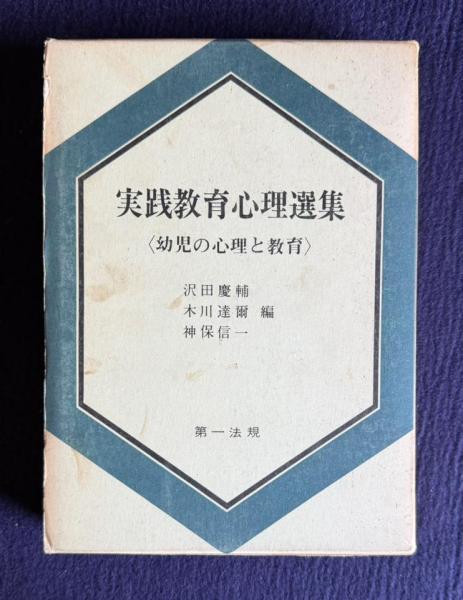 実践教育心理選集
〈幼児の心理と教育〉
沢田慶輔
木川達爾 編
神保信一
第一法規